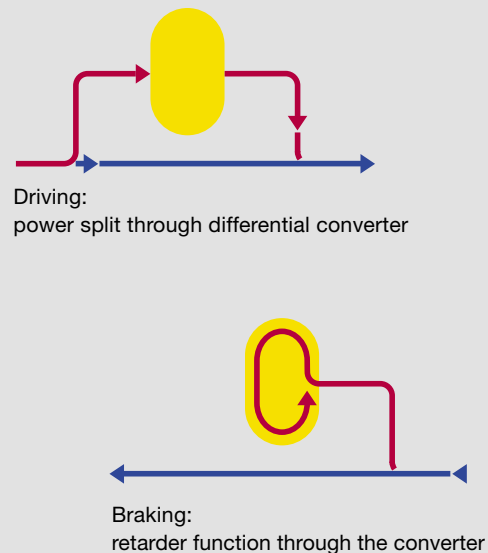 Driving:
power split through differential converter
Braking:
retarder function through the converter